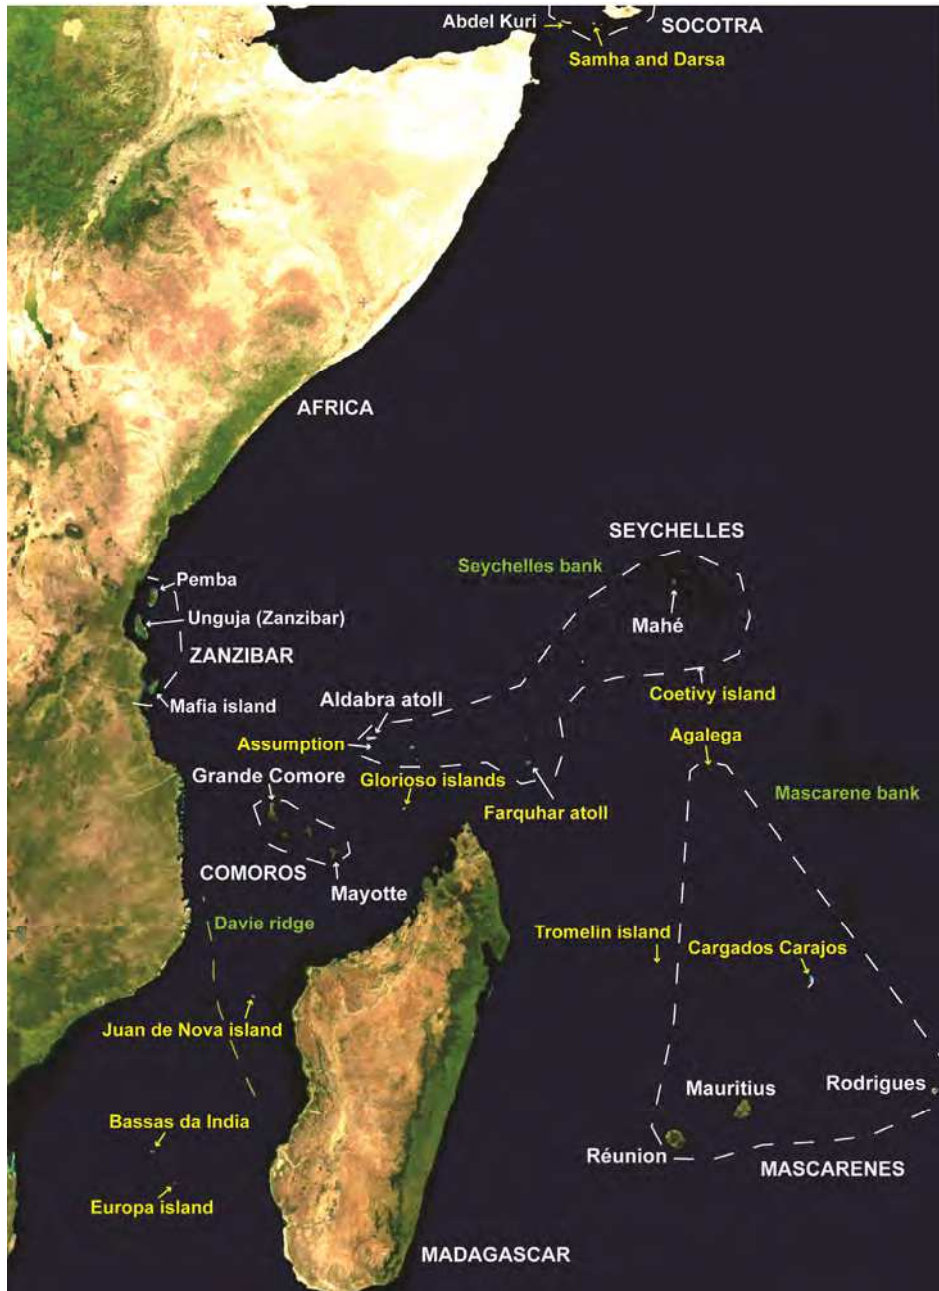 Abdel Kuri
SOCOTRA
Samha and Darsa
AFRICA
SEYCHELLES
Seychelles bank
Pemba
Unguja (Zanzibar)
Mahé
ZANZIBAR
Mafia island
Aldabra atoll
Coetivy island
Assumption
Agalega
Grande Comore
Glorioso islands
Farquhar atoll
Mascarene bank
COMOROS
Mayotte
Davie ridge
Tromelin island
Cargados Carajos
Juan de Nova island
Rodrigues
Mauritius
Bassas da India
Réunion
MASCARENES
Europa island
MADAGASCAR